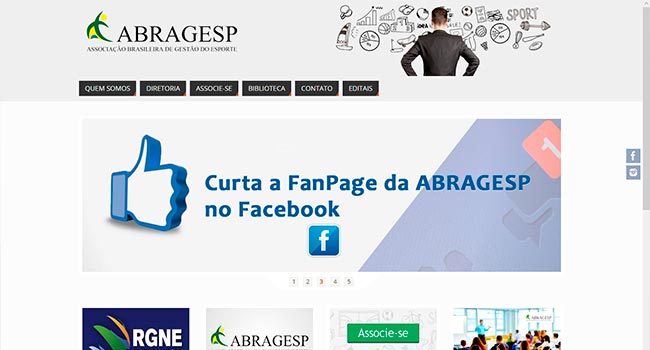 ABRAGESP
ASSOCIAÇÃO BRASILEIRA DE GESTÃO DO ESPORTE
SPORT
QUEM SOMOS DIRETORIA ASSOCIE-SE BIBLIOTECA CONTATO EDITAIS
1
Curta a FanPage da ABRAGESP
no Facebook
f
f
1 2 3 4 5
RGNE
ABRAGESP
Associe-se